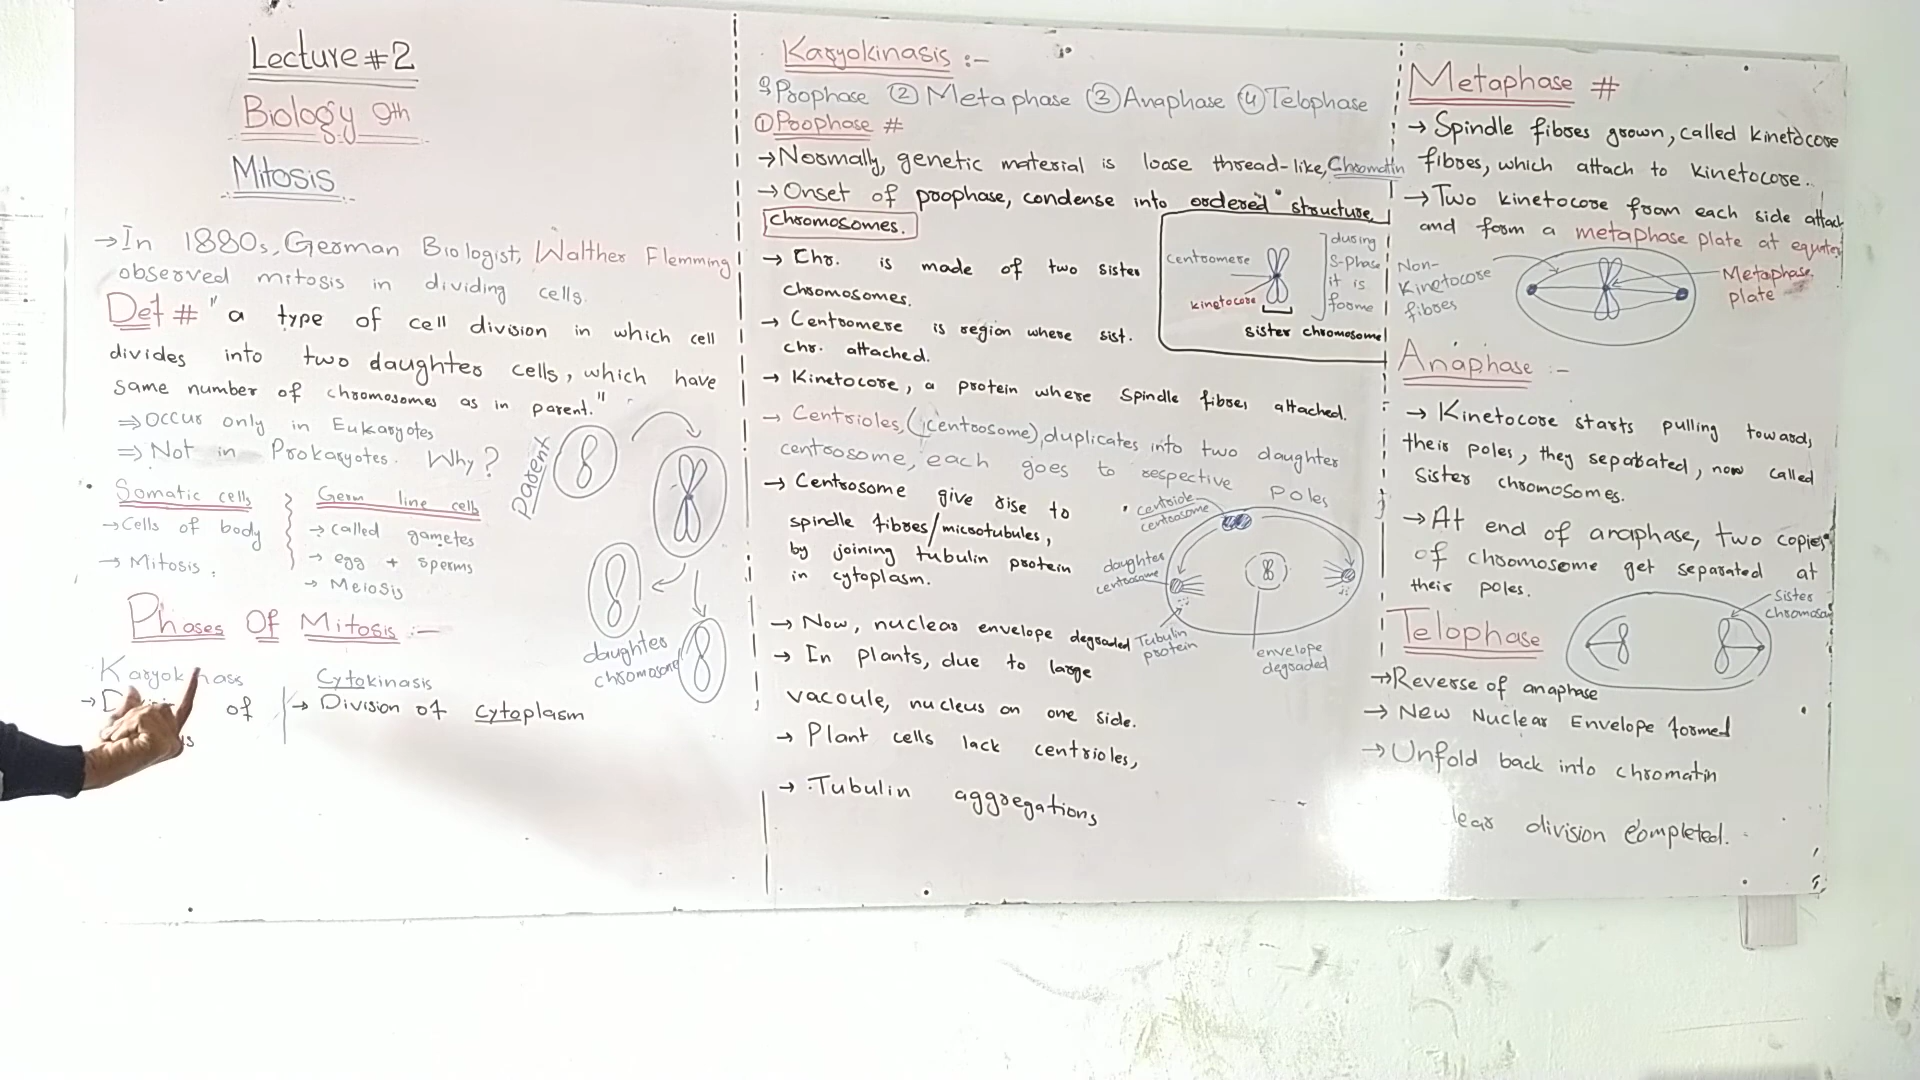 Lecture #2
Biology 9th
Mitosis
→ In 1880s, German Biologist, Walther Flemming
observed mitosis in dividing cells.
Def # "a type of cell division in which cell
divides into two daughter cells, which have
same number of chromosomes as in parent."
⇒ Occur only in Eukaryotes
⇒ Not in Prokaryotes. Why?
Parent
daughter
chromosome
Somatic cells
→ Cells of body
→ Mitosis.
Germ line cells
→ called gametes
→ egg + sperms
→ Meiosis
Phases Of Mitosis :-
→ of
Cytokinasis
→ Division of Cytoplasm
Karyokinasis :-
① Prophase ② Metaphase ③ Anaphase ④ Telophase
① Prophase #
→ Normally, genetic material is loose thread-like, Chromatin
→ Onset of prophase, condense into ordered structure
chromosomes.
→ Chr. is made of two sister
chromosomes.
→ Centromere is region where sist.
chr. attached.
→ Kinetocore, a protein where spindle fibres attached.
centromere
kinetocore
sister chromosome
during
S-phase
it is
forme
→ Centrioles, (centrosome), duplicates into two daughter
centrosome, each goes to respective poles
→ Centrosome give rise to
spindle fibres/microtubules,
by joining tubulin protein
in cytoplasm.
centriole
centrosome
daughter
centrosome
Tubulin
protein
envelope
degraded
→ Now, nuclear envelope degraded
→ In plants, due to large
vacoule, nucleus on one side.
→ Plant cells lack centrioles,
→ Tubulin aggregations
Metaphase #
→ Spindle fibres grown, called kinetocore
fibres, which attach to kinetocore.
→ Two kinetocore from each side attach
and form a metaphase plate at equater
Non-
Kinetocore
fibres
Metaphase
plate
Anaphase :-
→ Kinetocore starts pulling toward,
their poles, they separated, now called
sister chromosomes.
→ At end of anaphase, two copies
of chromosome get separated at
their poles.
Sister
chromosom
Telophase
→ Reverse of anaphase
→ New Nuclear Envelope formed
→ Unfold back into chromatin
lear division completed.